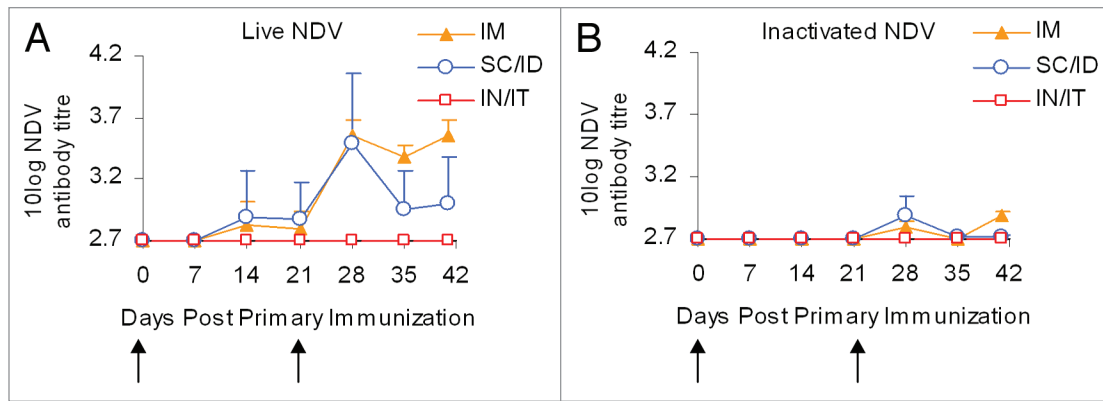 A
Live NDV
IM
SC/ID
IN/IT
4.2
3.7
3.2
2.7
10log NDV
antibody titre
0 7 14 21 28 35 42
Days Post Primary Immunization
B
Inactivated NDV
IM
SC/ID
IN/IT
4.2
3.7
3.2
2.7
10log NDV
antibody titre
0 7 14 21 28 35 42
Days Post Primary Immunization